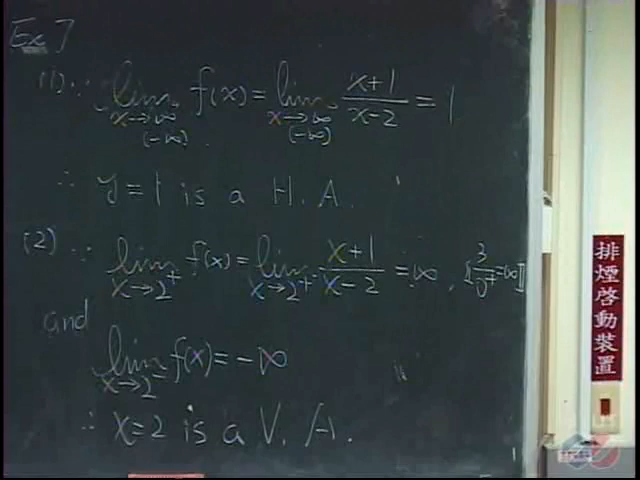 Ex 7
(1) ∵ lim x→∞ (-∞) f(x) = lim x→∞ (-∞) x+1 / x-2 = 1
∴ y = 1 is a H. A.
(2) ∵ lim x→2⁺ f(x) = lim x→2⁺ x+1 / x-2 = ∞, [3/0⁺ = ∞]
and
lim x→2⁻ f(x) = -∞
∴ x = 2 is a V. A.
排煙啓動裝置